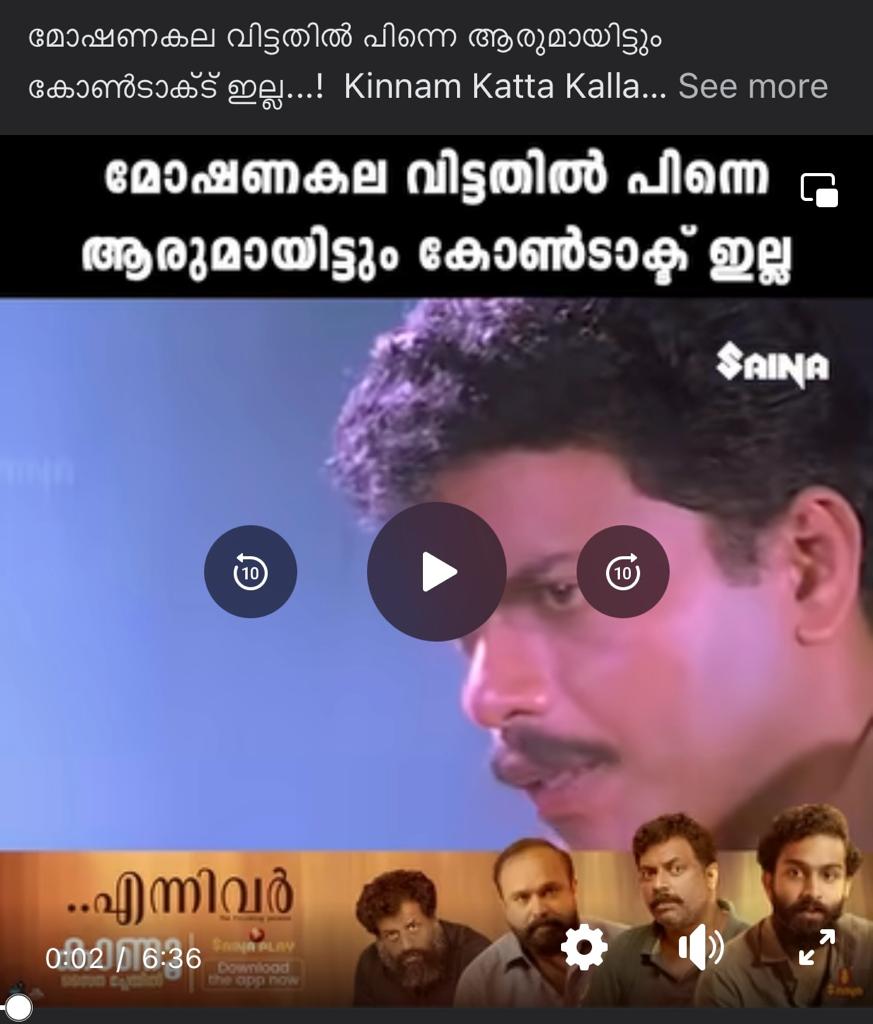 മോഷണകല വിട്ടതിൽ പിന്നെ ആരുമായിട്ടും
കോൺടാക്ട് ഇല്ല...! Kinnam Katta Kalla... See more
മോഷണകല വിട്ടതിൽ പിന്നെ
ആരുമായിട്ടും കോൺടാക്ട് ഇല്ല
SAINA
10
10
..എന്നിവർ
കാണൂ
SAINA PLAY
Download
the app now
0:02 / 6:36